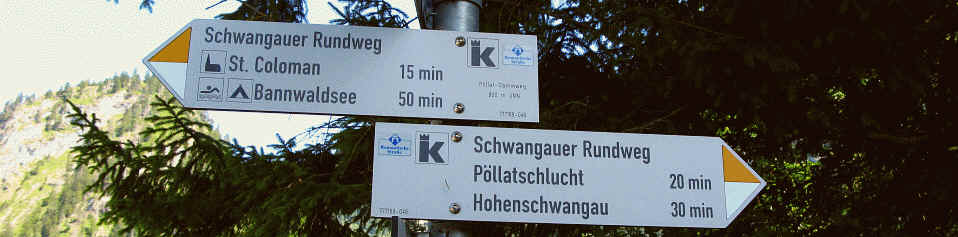 Schwangauer Rundweg
St. Coloman 15 min
Bannwaldsee 50 min
K
Schwangauer Rundweg
Pöllatschlucht 20 min
Hohenschwangau 30 min
K